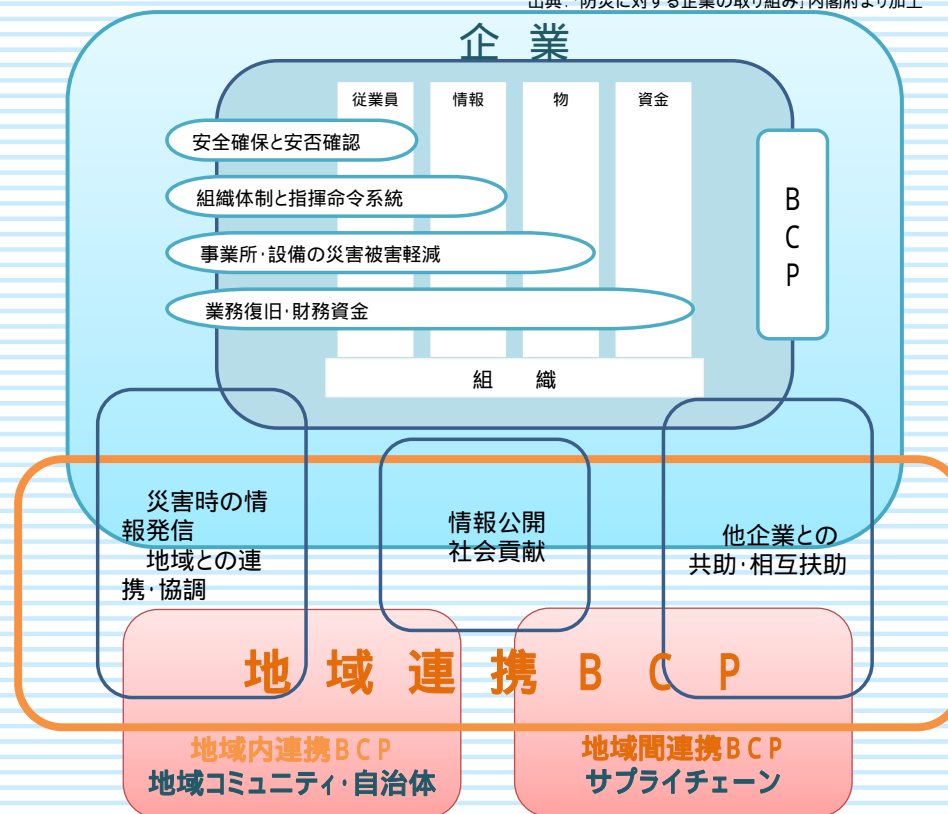 出典:「防災に対する企業の取り組み」内閣府より加工
企 業
従業員 情報 物 資金
安全確保と安否確認
組織体制と指揮命令系統
事業所・設備の災害被害軽減
業務復旧・財務資金
B
C
P
組 織
災害時の情
報発信
地域との連
携・協調
情報公開
社会貢献
他企業との
共助・相互扶助
地 域 連 携 B C P
地域内連携BCP
地域コミュニティ・自治体
地域間連携BCP
サプライチェーン